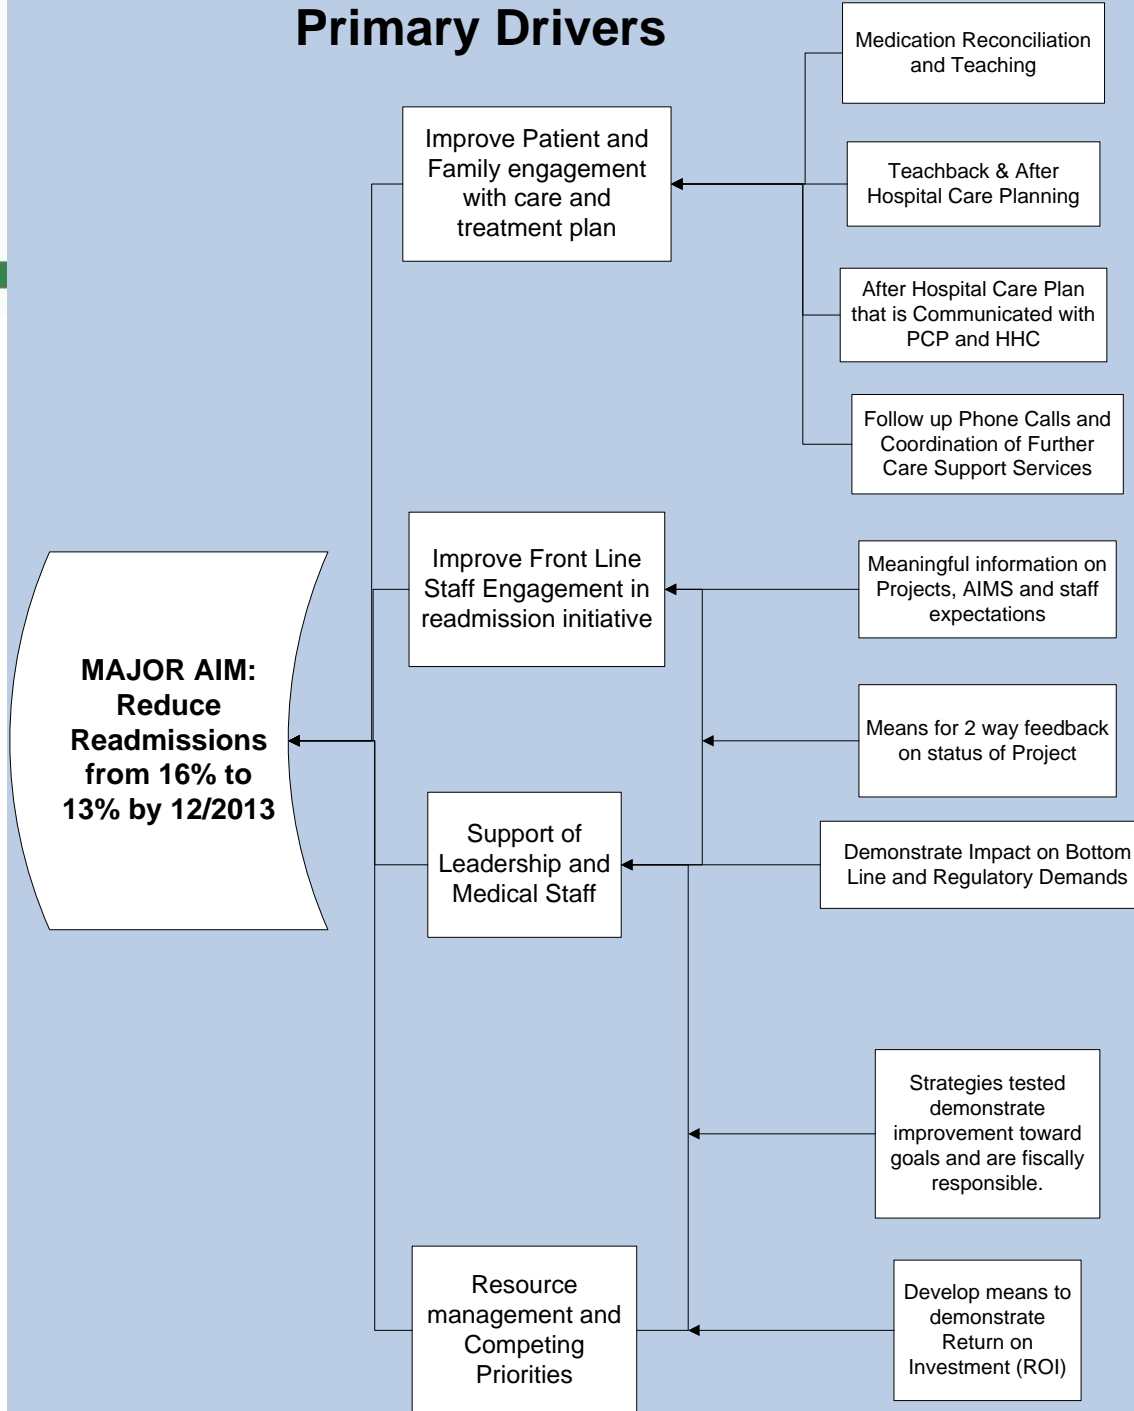 Primary Drivers
Medication Reconciliation
and Teaching
Improve Patient and
Family engagement
with care and
treatment plan
Teachback & After
Hospital Care Planning
After Hospital Care Plan
that is Communicated with
PCP and HHC
Follow up Phone Calls and
Coordination of Further
Care Support Services
Improve Front Line
Staff Engagement in
readmission initiative
Meaningful information on
Projects, AIMS and staff
expectations
MAJOR AIM:
Reduce
Readmissions
from 16% to
13% by 12/2013
Means for 2 way feedback
on status of Project
Support of
Leadership and
Medical Staff
Demonstrate Impact on Bottom
Line and Regulatory Demands
Strategies tested
demonstrate
improvement toward
goals and are fiscally
responsible.
Resource
management and
Competing
Priorities
Develop means to
demonstrate
Return on
Investment (ROI)